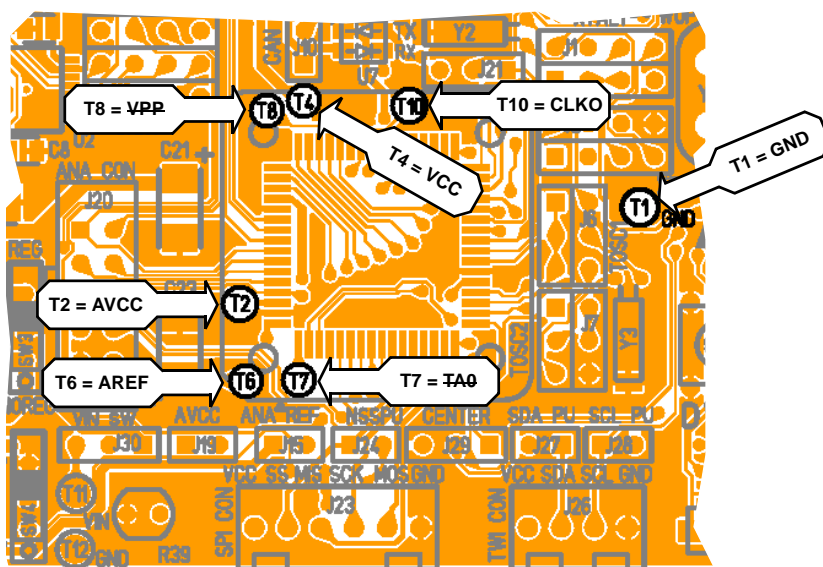 CAN
J10
TX
RX
Y2
J1
U7
J21
T8 = VPP
T8
T4
T10
T10 = CLKO
U2
C8
C21
+
T4 = VCC
T1 = GND
ANA CON
J20
T1
GND
J6
TOSC1
REG
T2 = AVCC
T2
J7
TOSC2
Y3
SW3
T6 = AREF
T6
T7
T7 = TA0
VIN SW
AVCC
ANA REF
NSSPU
CENTER
SDA PU
SCL PU
J30
J19
J15
J24
J29
J27
J28
VCC SS MIS SCK MOS GND
VCC SDA SCL GND
T11
J23
J26
VIN
SPI CON
TWI CON
SW4
T12
GND
R39